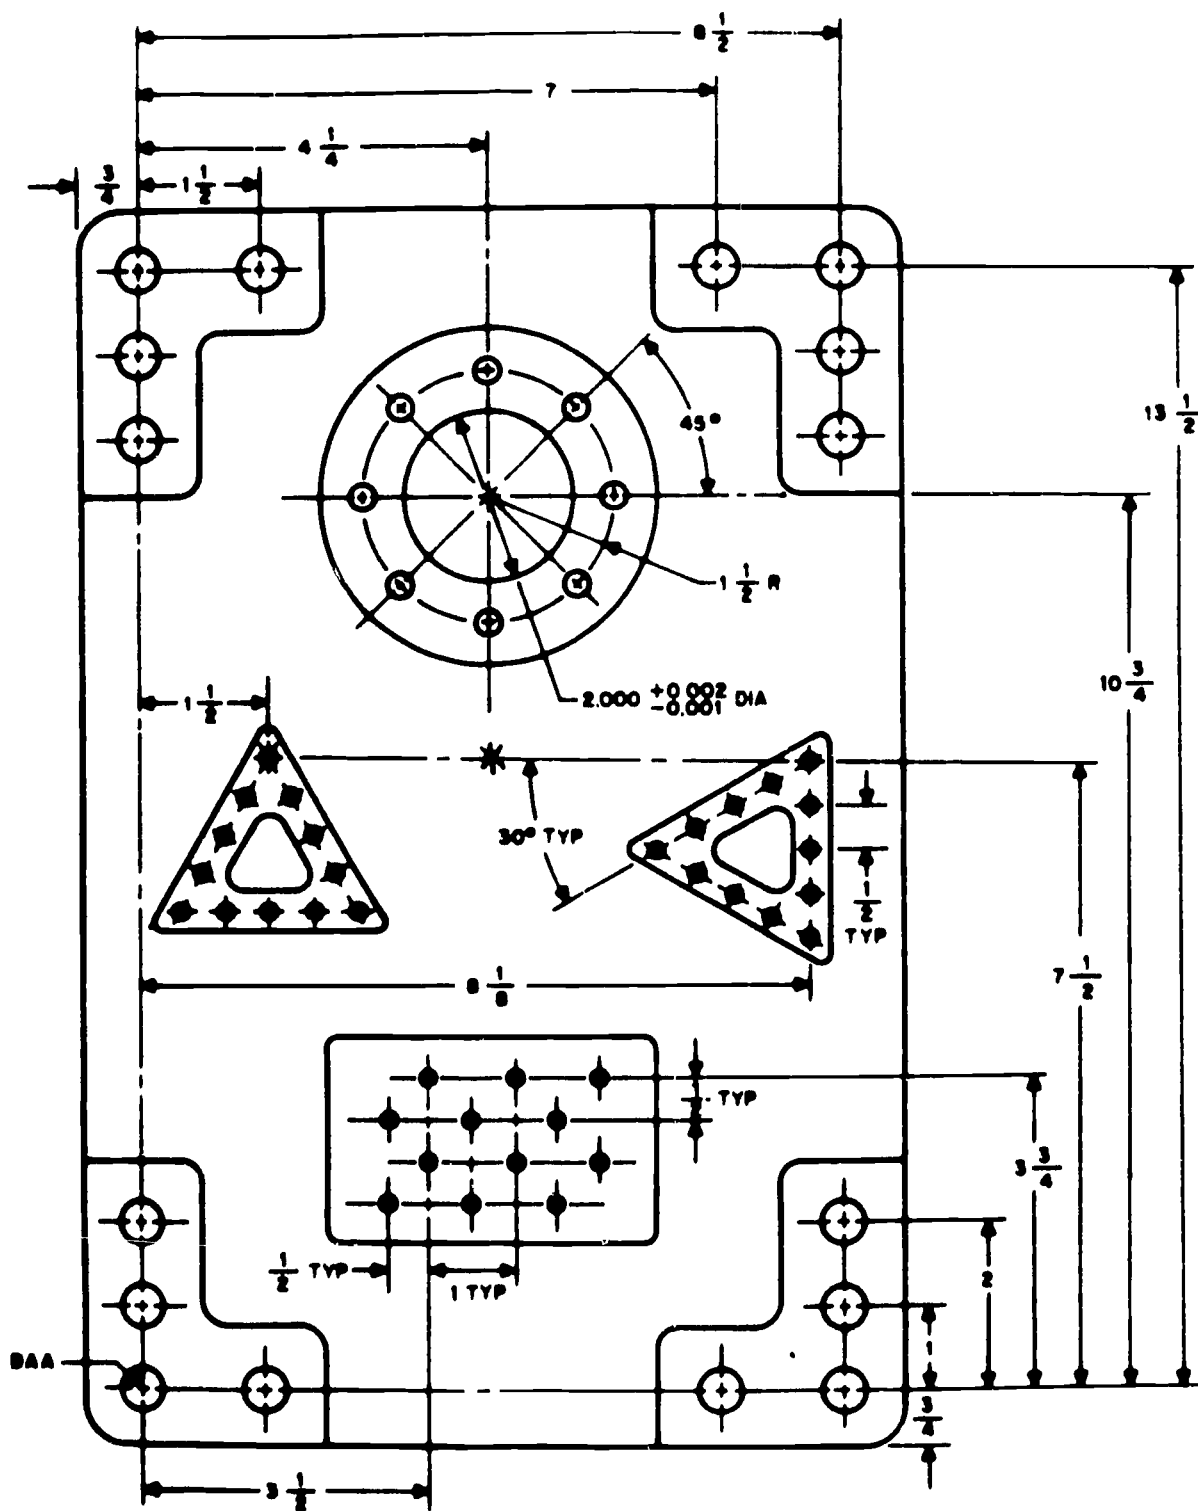 8 1/2
7
4 1/4
3/4
1 1/2
45°
13 1/2
1 1/2 R
10 3/4
2.000 +0.002 -0.001 DIA
1 1/2
30° TYP
1/2 TYP
7 1/2
8 1/8
TYP
3 3/4
1/2 TYP
1 TYP
2
1
DAA
3/4
3 1/2